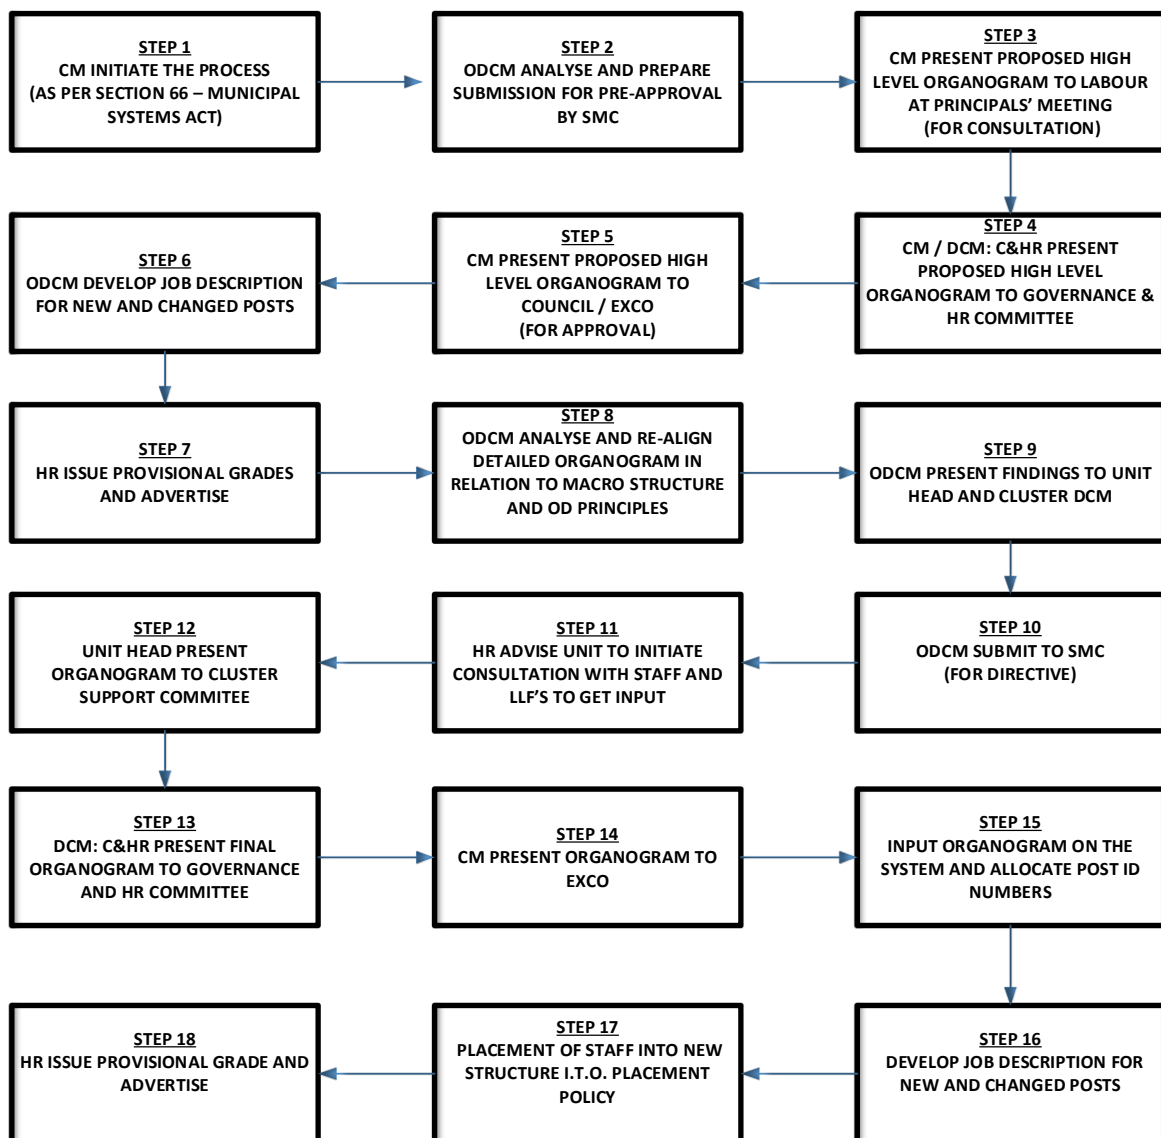 STEP 1
CM INITIATE THE PROCESS
(AS PER SECTION 66 – MUNICIPAL
SYSTEMS ACT)
STEP 2
ODCM ANALYSE AND PREPARE
SUBMISSION FOR PRE-APPROVAL
BY SMC
STEP 3
CM PRESENT PROPOSED HIGH
LEVEL ORGANOGRAM TO LABOUR
AT PRINCIPALS’ MEETING
(FOR CONSULTATION)
STEP 4
CM / DCM: C&HR PRESENT
PROPOSED HIGH LEVEL
ORGANOGRAM TO GOVERNANCE &
HR COMMITTEE
STEP 5
CM PRESENT PROPOSED HIGH
LEVEL ORGANOGRAM TO
COUNCIL / EXCO
(FOR APPROVAL)
STEP 6
ODCM DEVELOP JOB DESCRIPTION
FOR NEW AND CHANGED POSTS
STEP 7
HR ISSUE PROVISIONAL GRADES
AND ADVERTISE
STEP 8
ODCM ANALYSE AND RE-ALIGN
DETAILED ORGANOGRAM IN
RELATION TO MACRO STRUCTURE
AND OD PRINCIPLES
STEP 9
ODCM PRESENT FINDINGS TO UNIT
HEAD AND CLUSTER DCM
STEP 10
ODCM SUBMIT TO SMC
(FOR DIRECTIVE)
STEP 11
HR ADVISE UNIT TO INITIATE
CONSULTATION WITH STAFF AND
LLF’S TO GET INPUT
STEP 12
UNIT HEAD PRESENT
ORGANOGRAM TO CLUSTER
SUPPORT COMMITEE
STEP 13
DCM: C&HR PRESENT FINAL
ORGANOGRAM TO GOVERNANCE
AND HR COMMITTEE
STEP 14
CM PRESENT ORGANOGRAM TO
EXCO
STEP 15
INPUT ORGANOGRAM ON THE
SYSTEM AND ALLOCATE POST ID
NUMBERS
STEP 16
DEVELOP JOB DESCRIPTION FOR
NEW AND CHANGED POSTS
STEP 17
PLACEMENT OF STAFF INTO NEW
STRUCTURE I.T.O. PLACEMENT
POLICY
STEP 18
HR ISSUE PROVISIONAL GRADE AND
ADVERTISE